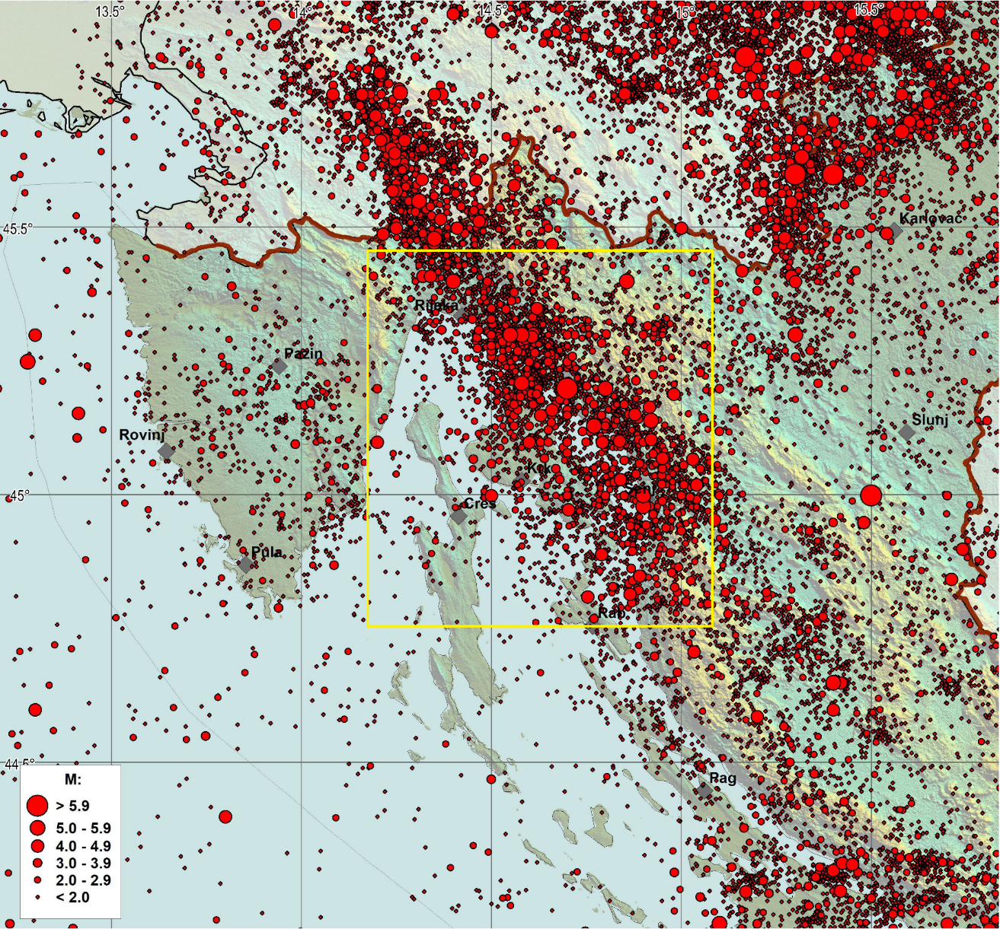 13.5°
14°
14.5°
15°
15.5°
45.5°
Karlovac
Rijeka
Pazin
Slunj
Rovinj
Krk
45°
Cres
Pula
Rab
44.5°
Rag
M:
> 5.9
5.0 - 5.9
4.0 - 4.9
3.0 - 3.9
2.0 - 2.9
< 2.0